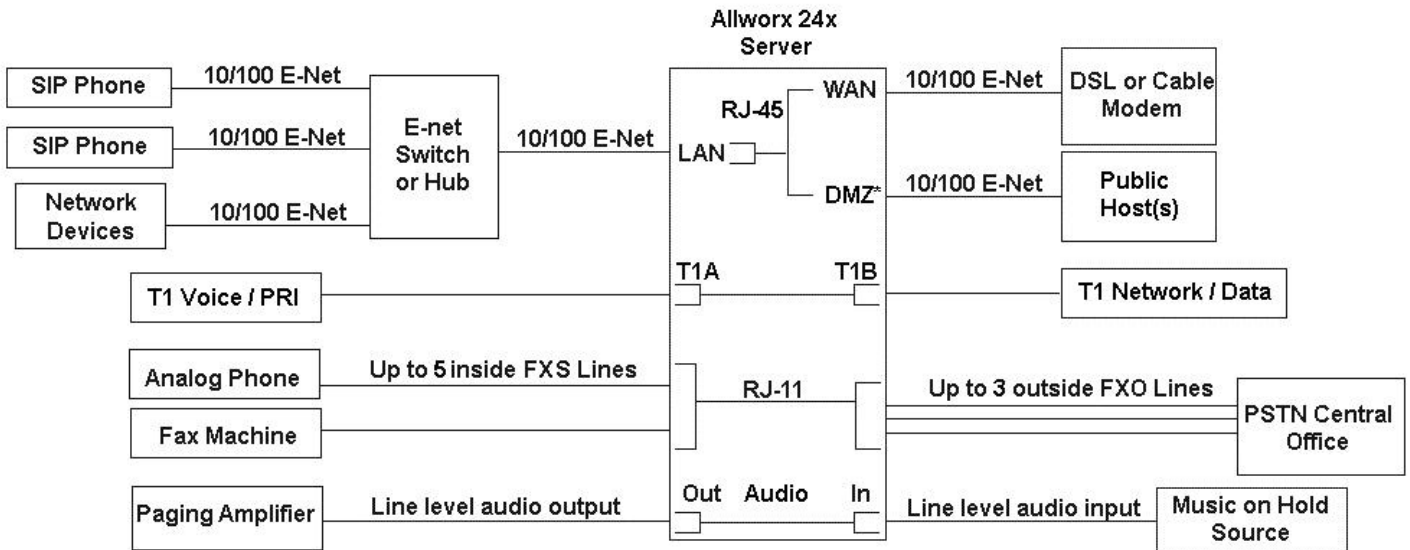 Allworx 24x
Server
SIP Phone
10/100 E-Net
SIP Phone
10/100 E-Net
Network
Devices
10/100 E-Net
E-net
Switch
or Hub
10/100 E-Net
LAN
RJ-45
WAN
DMZ*
10/100 E-Net
DSL or Cable
Modem
10/100 E-Net
Public
Host(s)
T1 Voice / PRI
T1A
T1B
T1 Network / Data
Analog Phone
Up to 5 inside FXS Lines
Fax Machine
RJ-11
Up to 3 outside FXO Lines
PSTN Central
Office
Paging Amplifier
Line level audio output
Out
Audio
In
Line level audio input
Music on Hold
Source